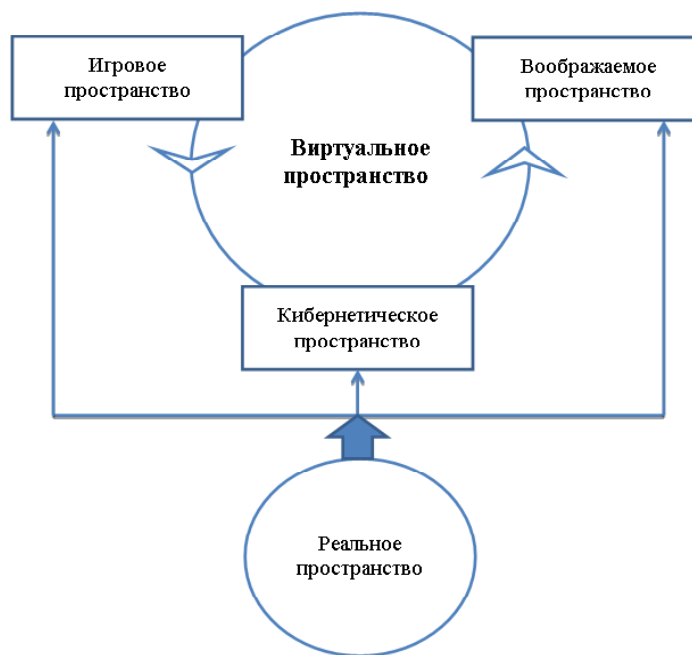 Игровое
пространство
Воображаемое
пространство
Виртуальное
пространство
Кибернетическое
пространство
Реальное
пространство